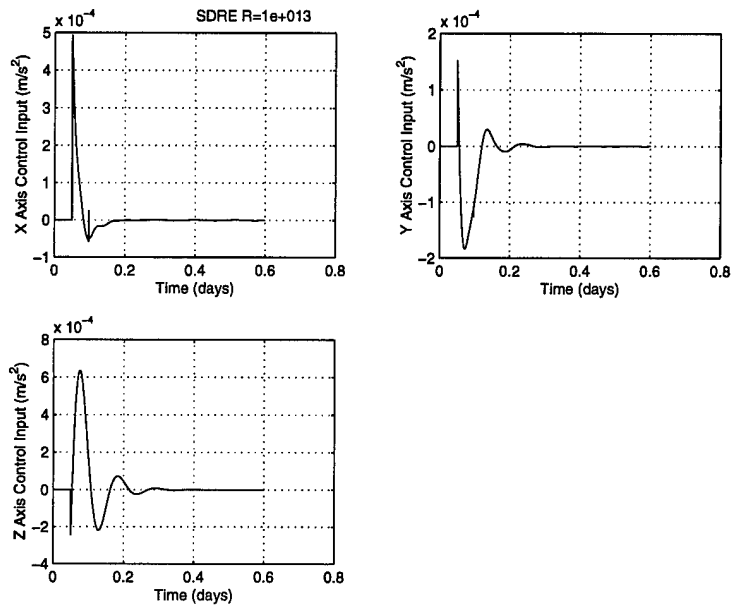 SDRE R=1e+013
x 10⁻⁴
5
4
3
2
1
0
−1
X Axis Control Input (m/s²)
0 0.2 0.4 0.6 0.8
Time (days)
x 10⁻⁴
2
1
0
−1
−2
Y Axis Control Input (m/s²)
0 0.2 0.4 0.6 0.8
Time (days)
x 10⁻⁴
8
6
4
2
0
−2
−4
Z Axis Control Input (m/s²)
0 0.2 0.4 0.6 0.8
Time (days)